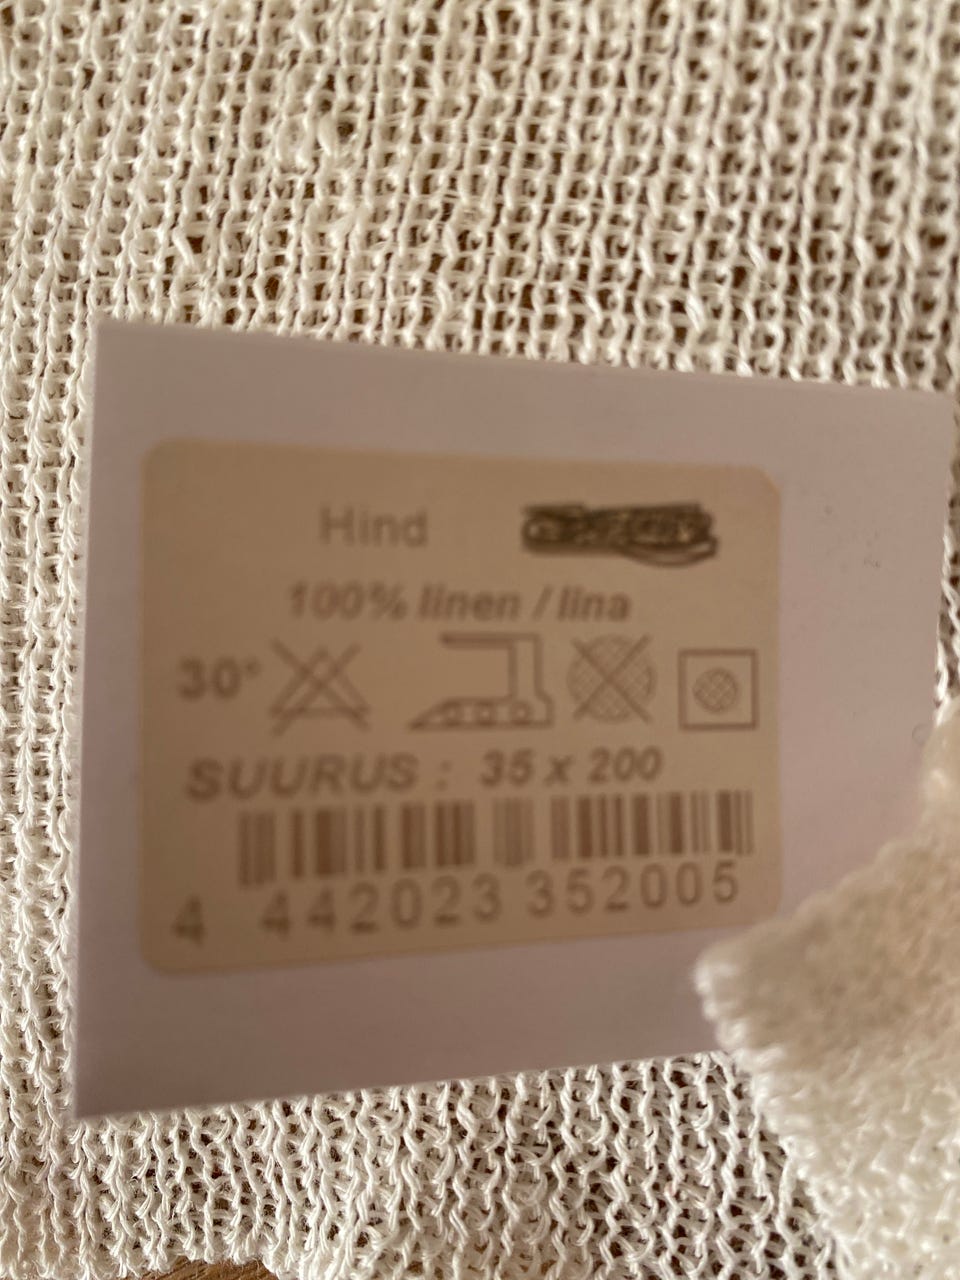 Hind
100% linen / lina
30°
SUURUS : 35 x 200
4 442023 352005